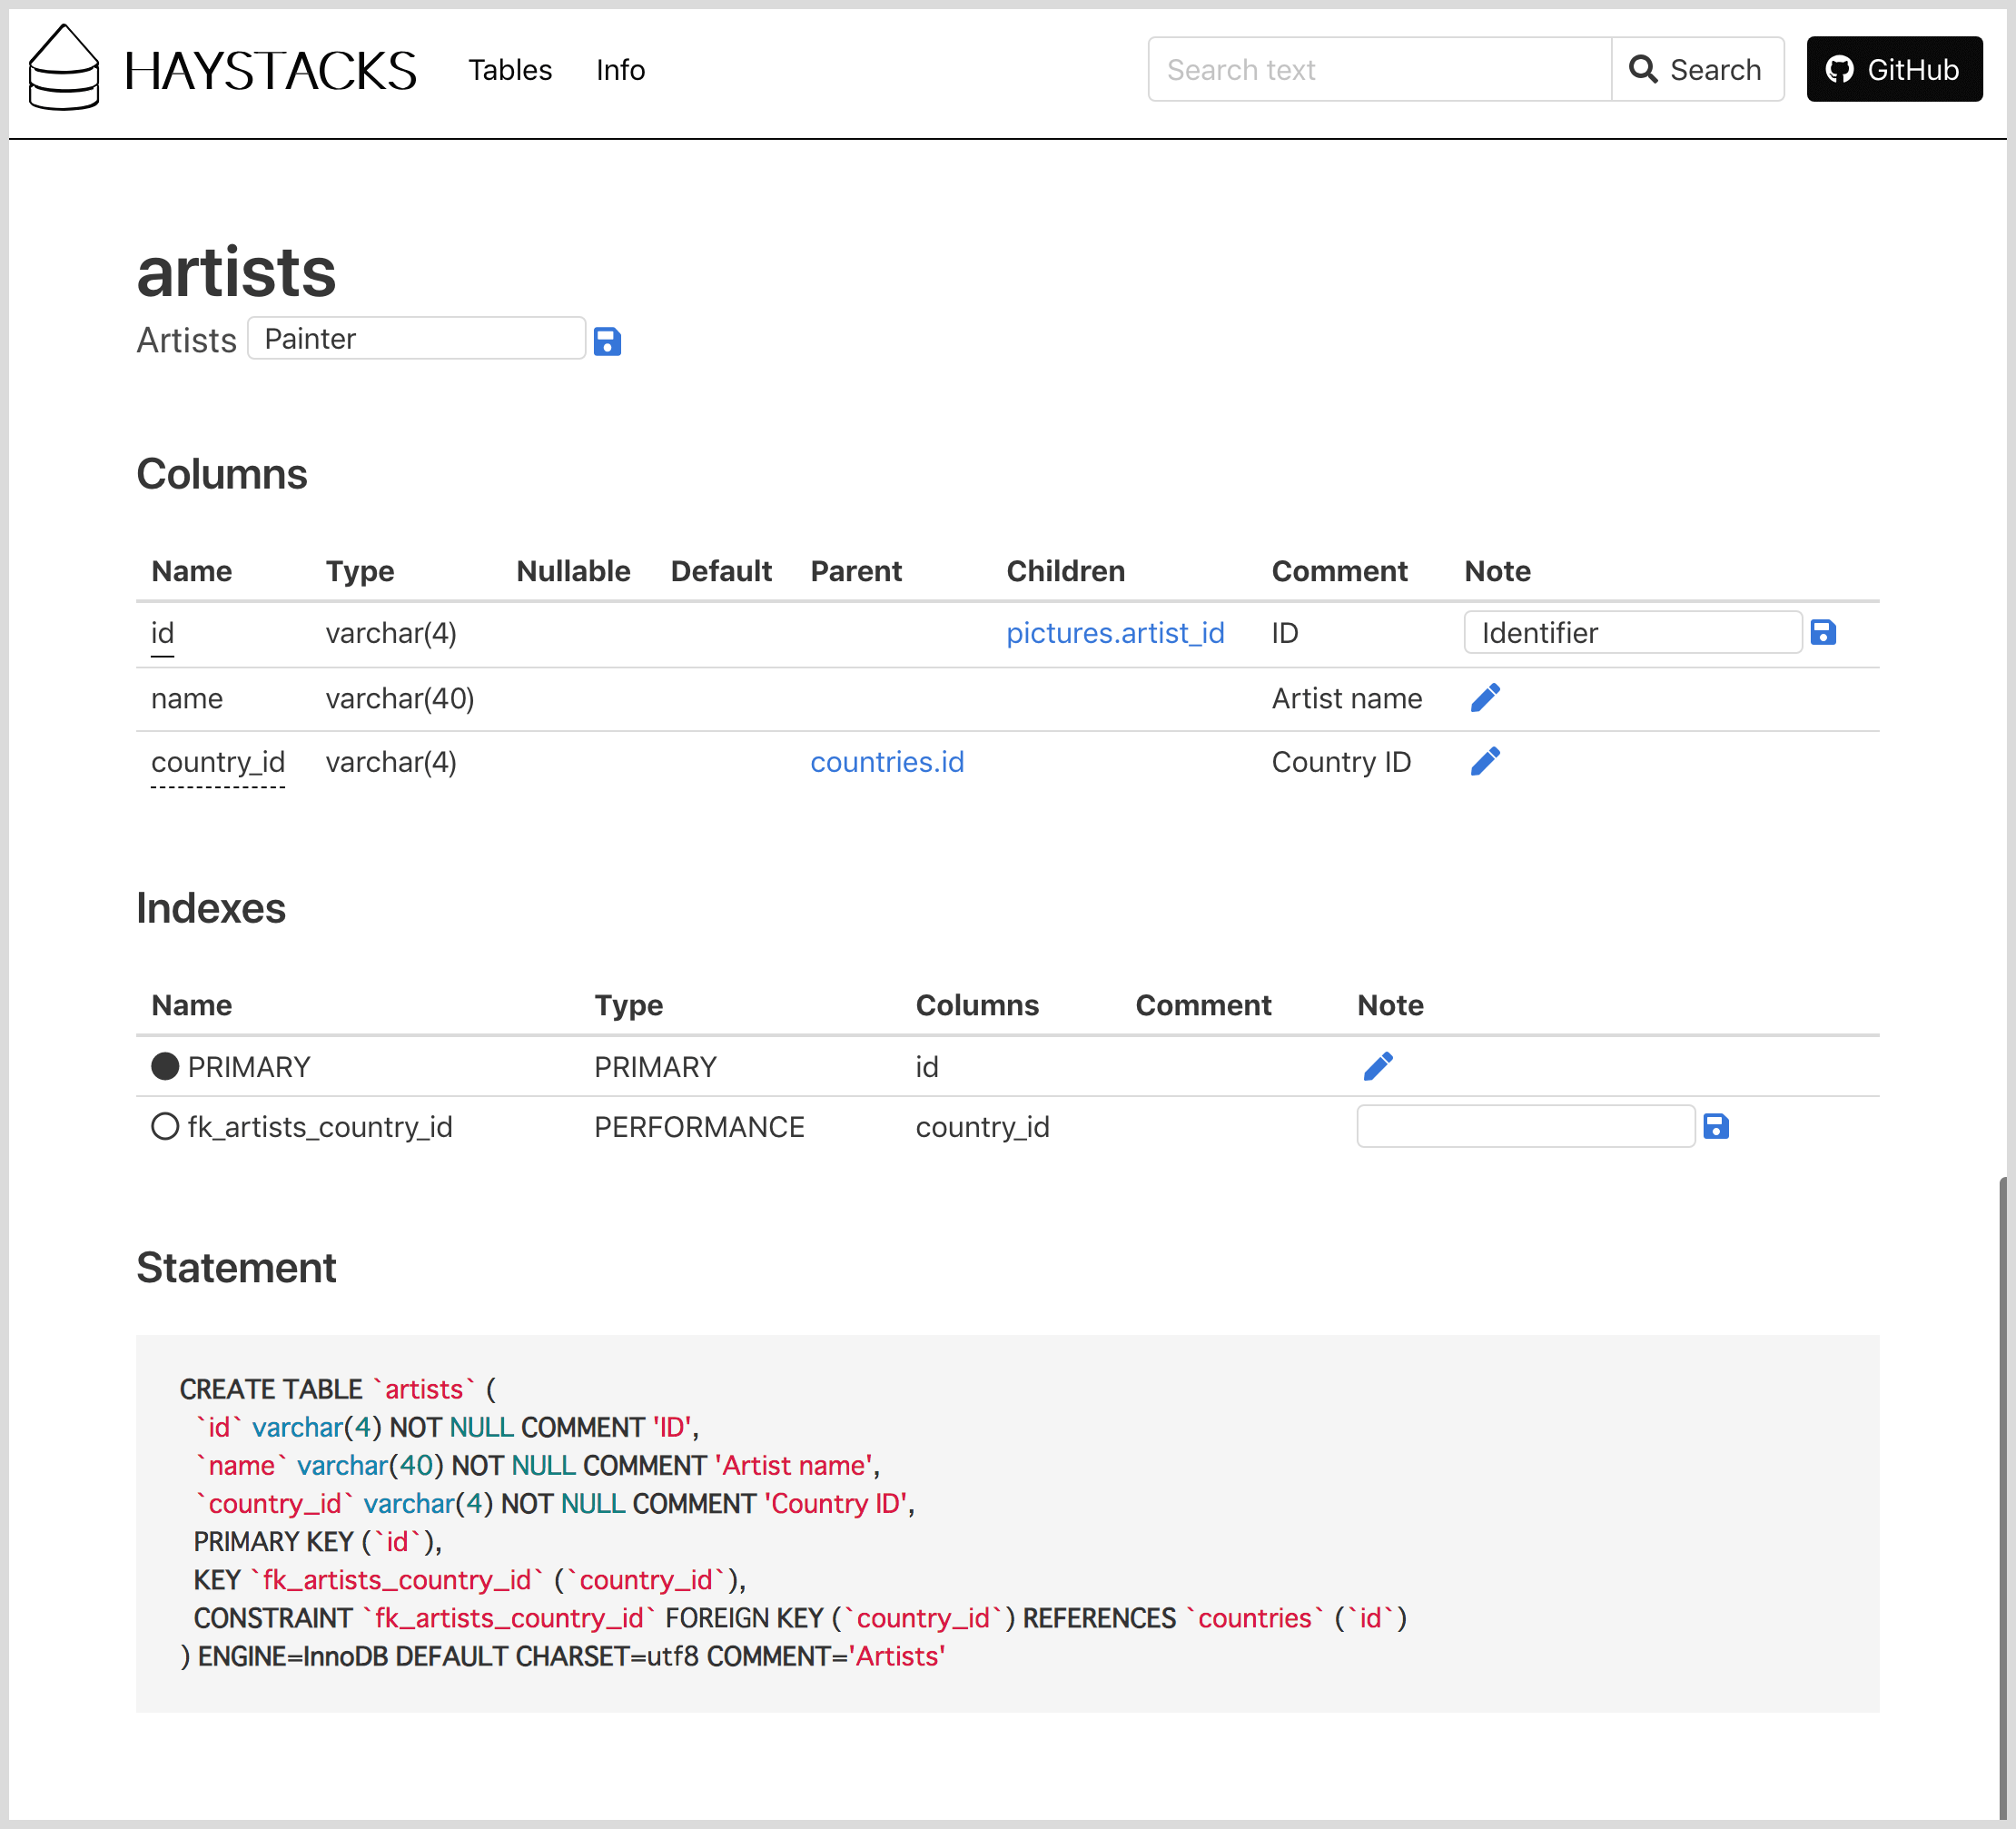 HAYSTACKS Tables Info Search text Search GitHub
artists
Artists Painter
Columns
Name Type Nullable Default Parent Children Comment Note
id varchar(4) pictures.artist_id ID Identifier
name varchar(40) Artist name
country_id varchar(4) countries.id Country ID
Indexes
Name Type Columns Comment Note
PRIMARY PRIMARY id
fk_artists_country_id PERFORMANCE country_id
Statement
CREATE TABLE `artists` (
`id` varchar(4) NOT NULL COMMENT 'ID',
`name` varchar(40) NOT NULL COMMENT 'Artist name',
`country_id` varchar(4) NOT NULL COMMENT 'Country ID',
PRIMARY KEY (`id`),
KEY `fk_artists_country_id` (`country_id`),
CONSTRAINT `fk_artists_country_id` FOREIGN KEY (`country_id`) REFERENCES `countries` (`id`)
) ENGINE=InnoDB DEFAULT CHARSET=utf8 COMMENT='Artists'